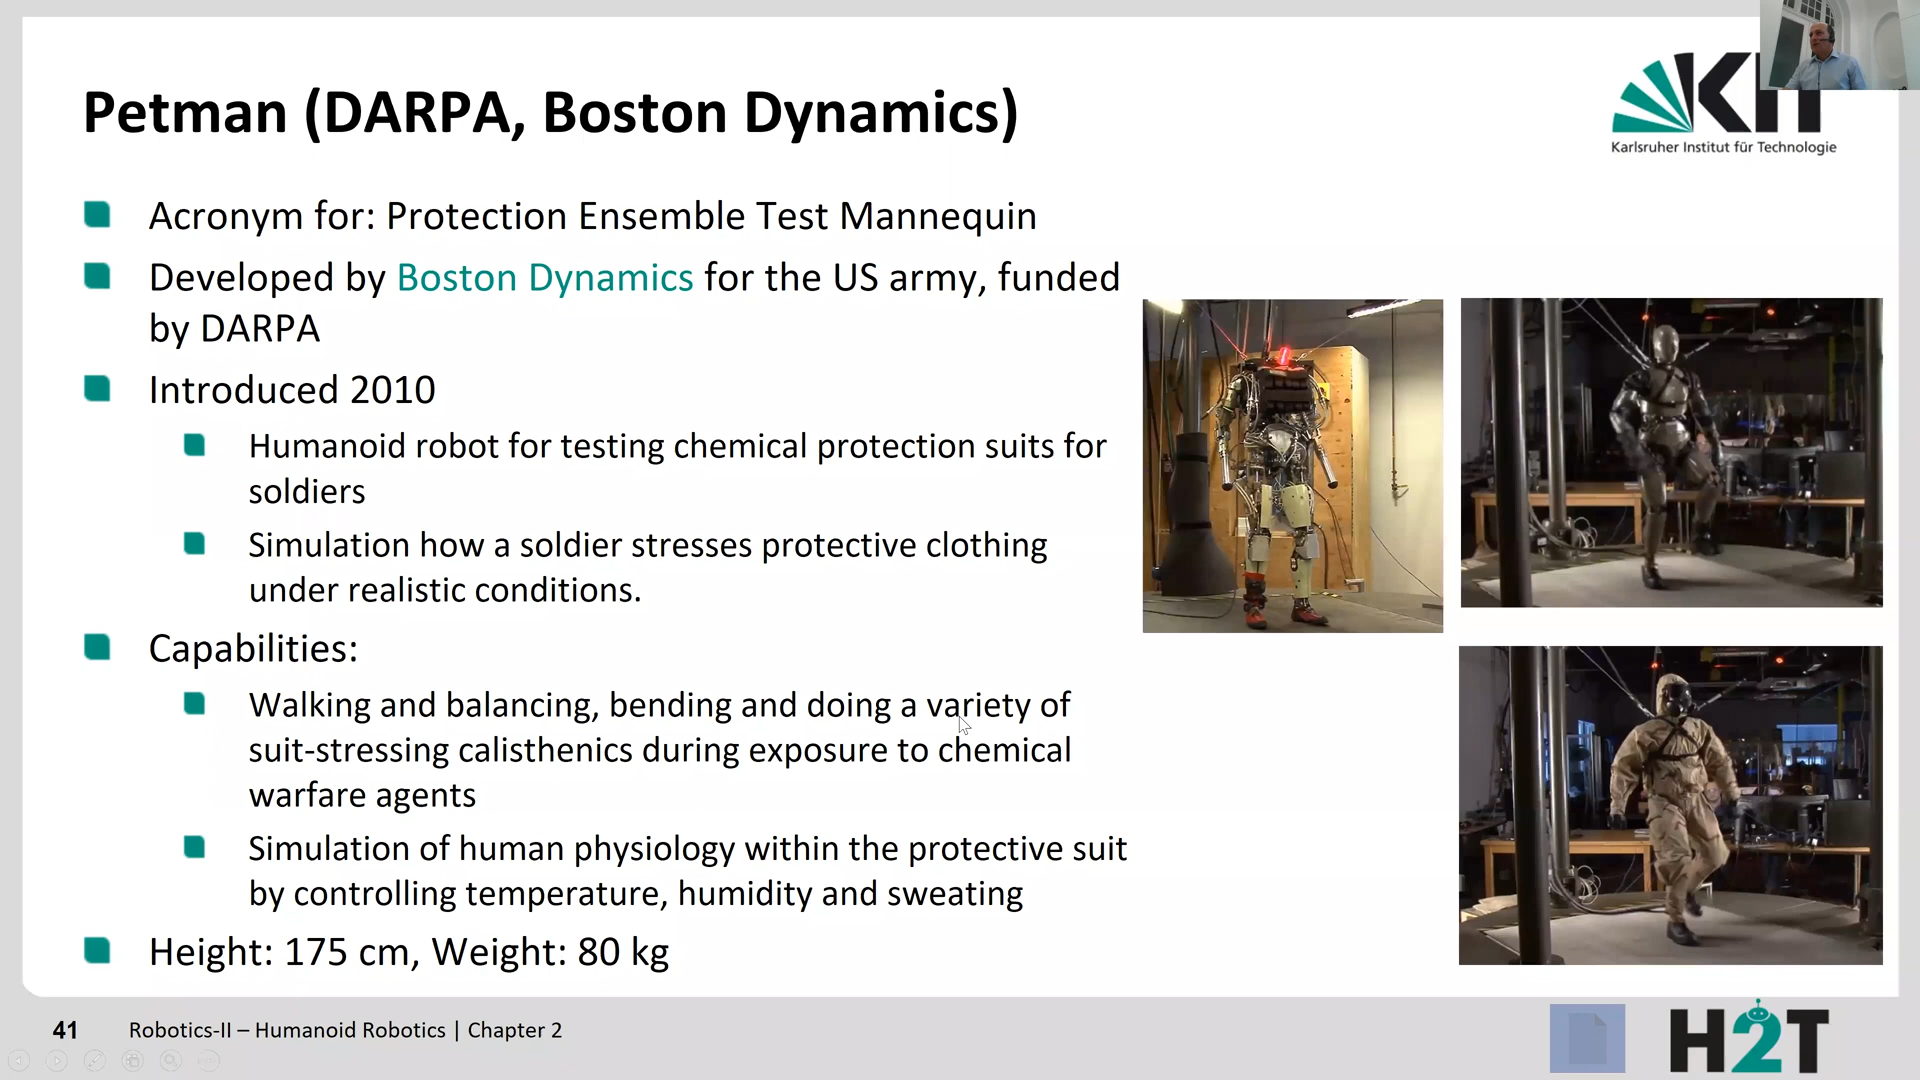 Petman (DARPA, Boston Dynamics)
KIT
Karlsruher Institut für Technologie
Acronym for: Protection Ensemble Test Mannequin
Developed by Boston Dynamics for the US army, funded
by DARPA
Introduced 2010
Humanoid robot for testing chemical protection suits for
soldiers
Simulation how a soldier stresses protective clothing
under realistic conditions.
Capabilities:
Walking and balancing, bending and doing a variety of
suit-stressing calisthenics during exposure to chemical
warfare agents
Simulation of human physiology within the protective suit
by controlling temperature, humidity and sweating
Height: 175 cm, Weight: 80 kg
41 Robotics-II – Humanoid Robotics | Chapter 2
H2T